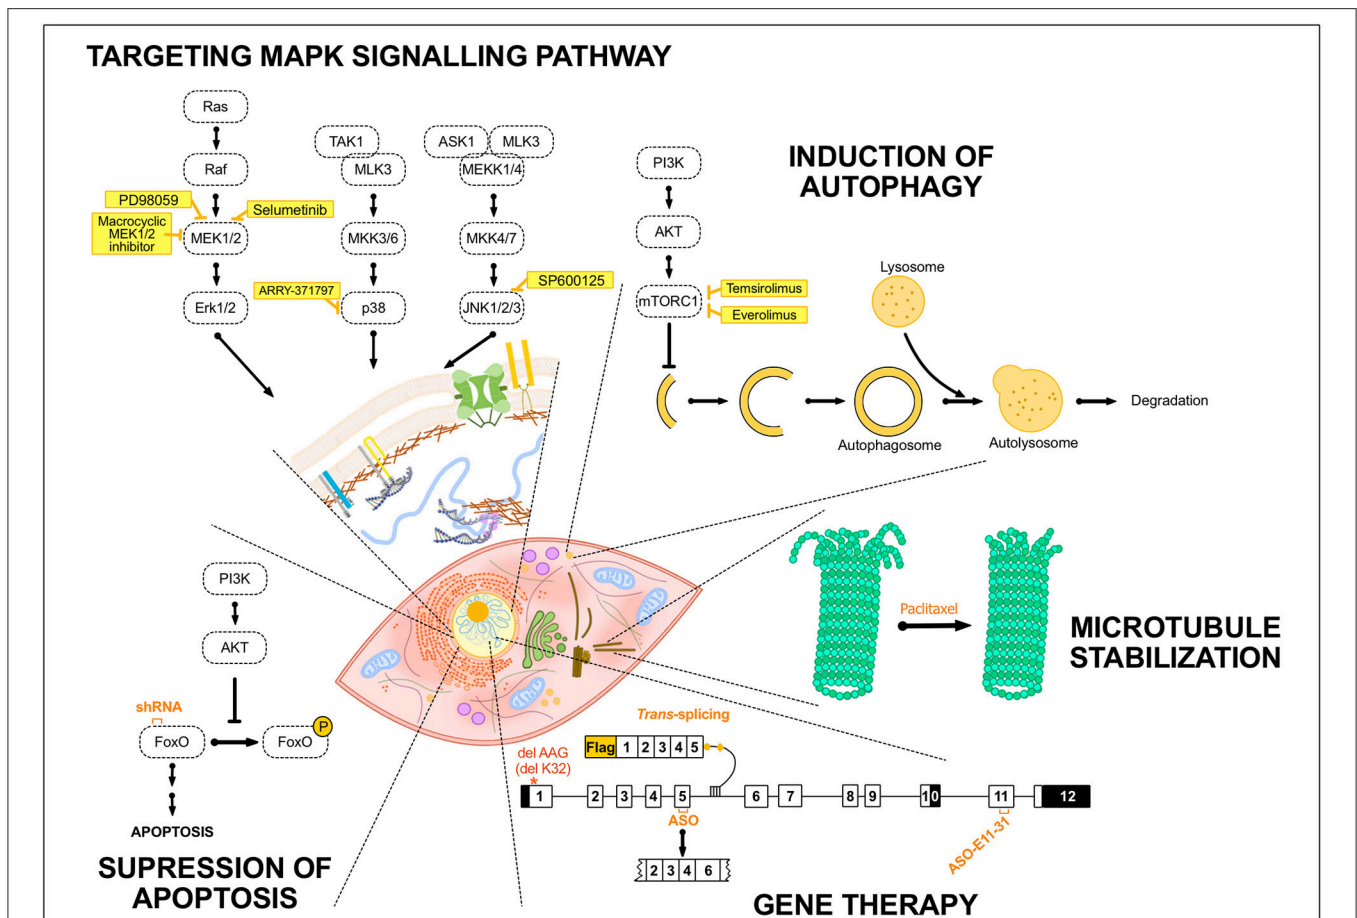 TARGETING MAPK SIGNALLING PATHWAY
Ras
Raf
PD98059
Selumetinib
Macrocyclic
MEK1/2
inhibitor
MEK1/2
Erk1/2
TAK1
MLK3
MKK3/6
ARRY-371797
p38
ASK1
MLK3
MEKK1/4
MKK4/7
SP600125
JNK1/2/3
INDUCTION OF
AUTOPHAGY
PI3K
AKT
mTORC1
Temsirolimus
Everolimus
Lysosome
Autophagosome
Autolysosome
Degradation
Paclitaxel
MICROTUBULE
STABILIZATION
PI3K
AKT
shRNA
FoxO
FoxO
P
APOPTOSIS
SUPRESSION OF
APOPTOSIS
Trans-splicing
Flag 1 2 3 4 5
del AAG
(del K32)
*
1 2 3 4 5 6 7 8 9 10 11 12
ASO
ASO-E11-31
2 3 4 6
GENE THERAPY